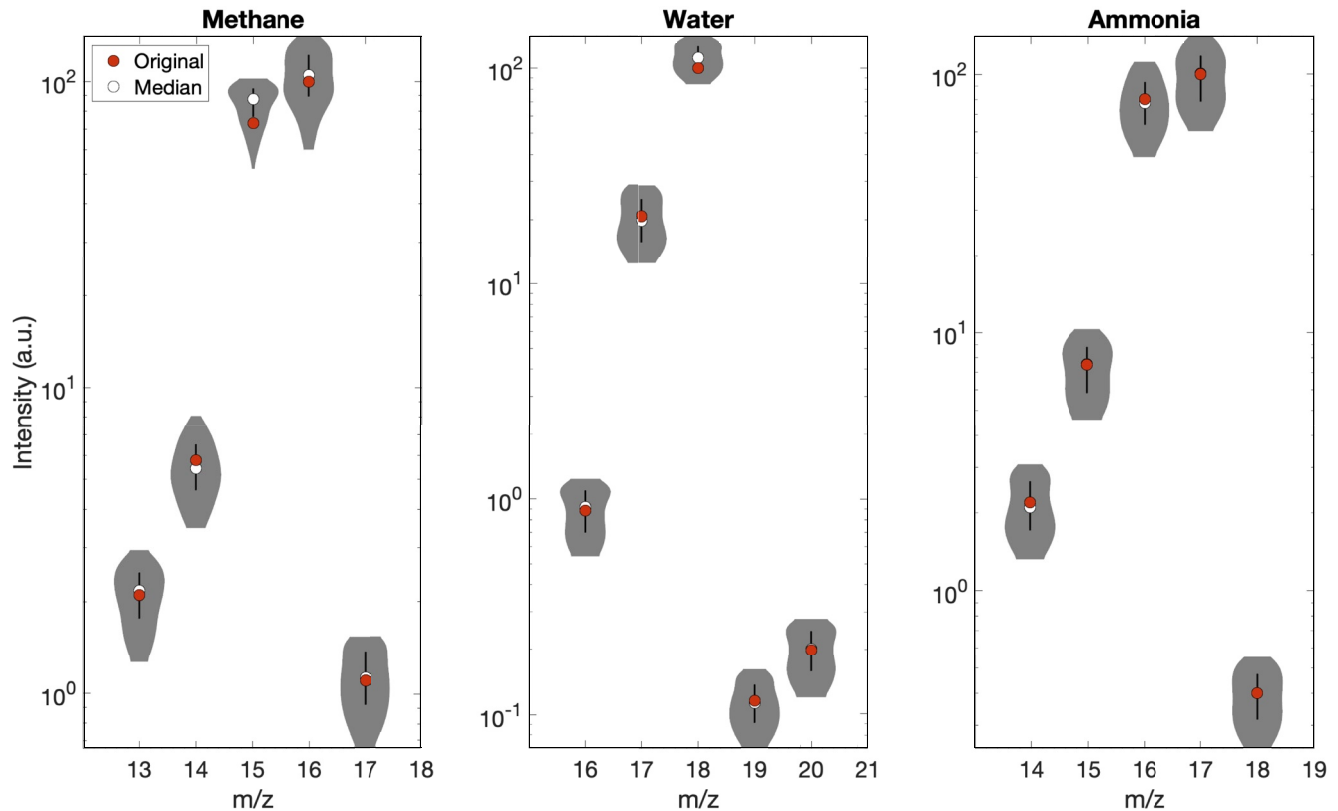 Methane
Water
Ammonia
Original
Median
Intensity (a.u.)
10²
10¹
10⁰
13 14 15 16 17 18
m/z
10²
10¹
10⁰
10⁻¹
16 17 18 19 20 21
m/z
10²
10¹
10⁰
14 15 16 17 18 19
m/z